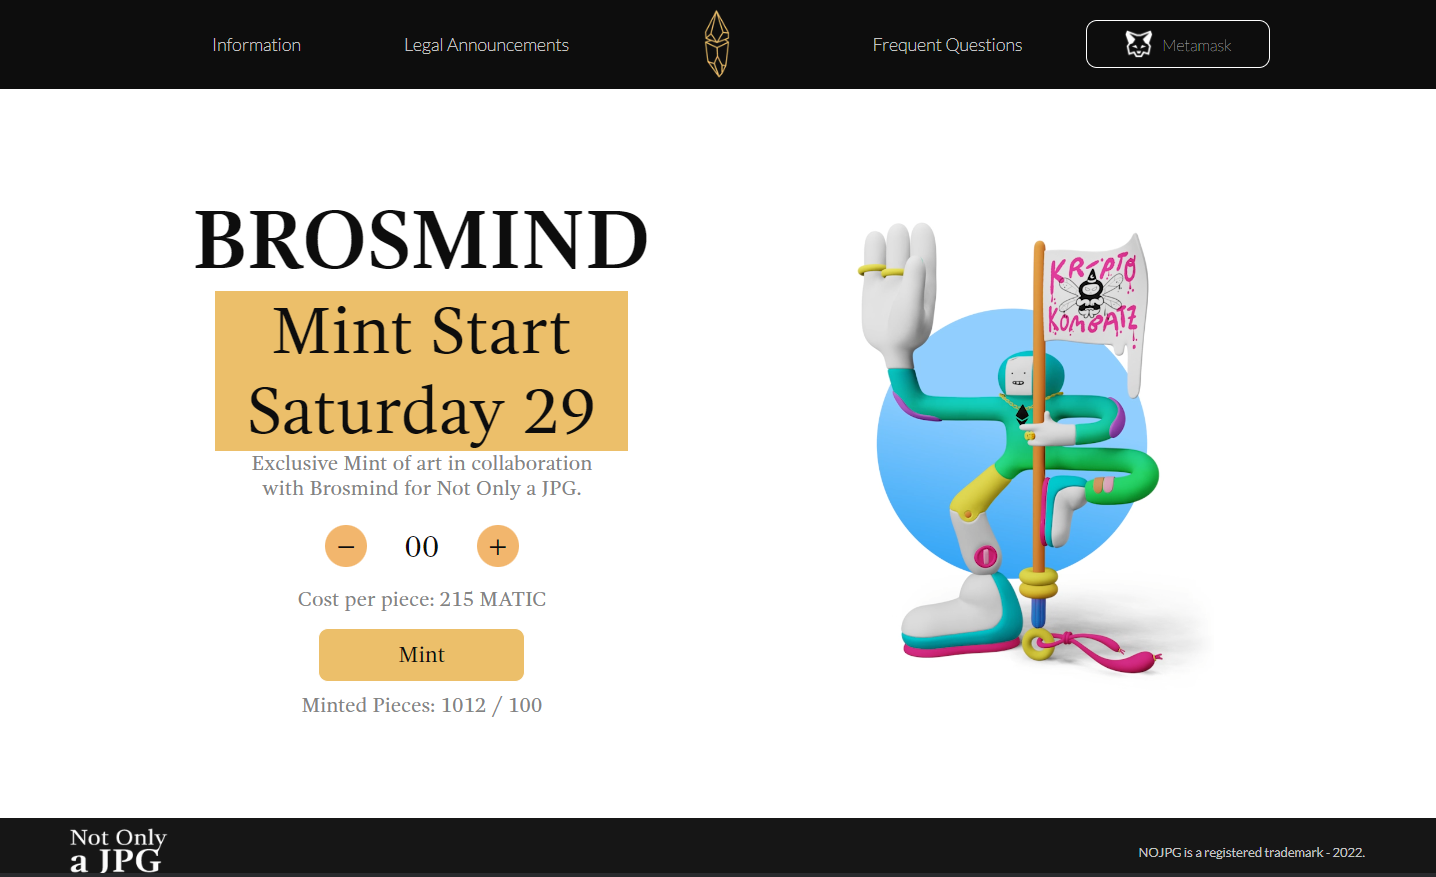 Information
Legal Announcements
Frequent Questions
Metamask
BROSMIND
Mint Start
Saturday 29
Exclusive Mint of art in collaboration
with Brosmind for Not Only a JPG.
−
00
+
Cost per piece: 215 MATIC
Mint
Minted Pieces: 1012 / 100
KRIPTO
KOMBATZ
Not Only
a JPG
NOJPG is a registered trademark - 2022.